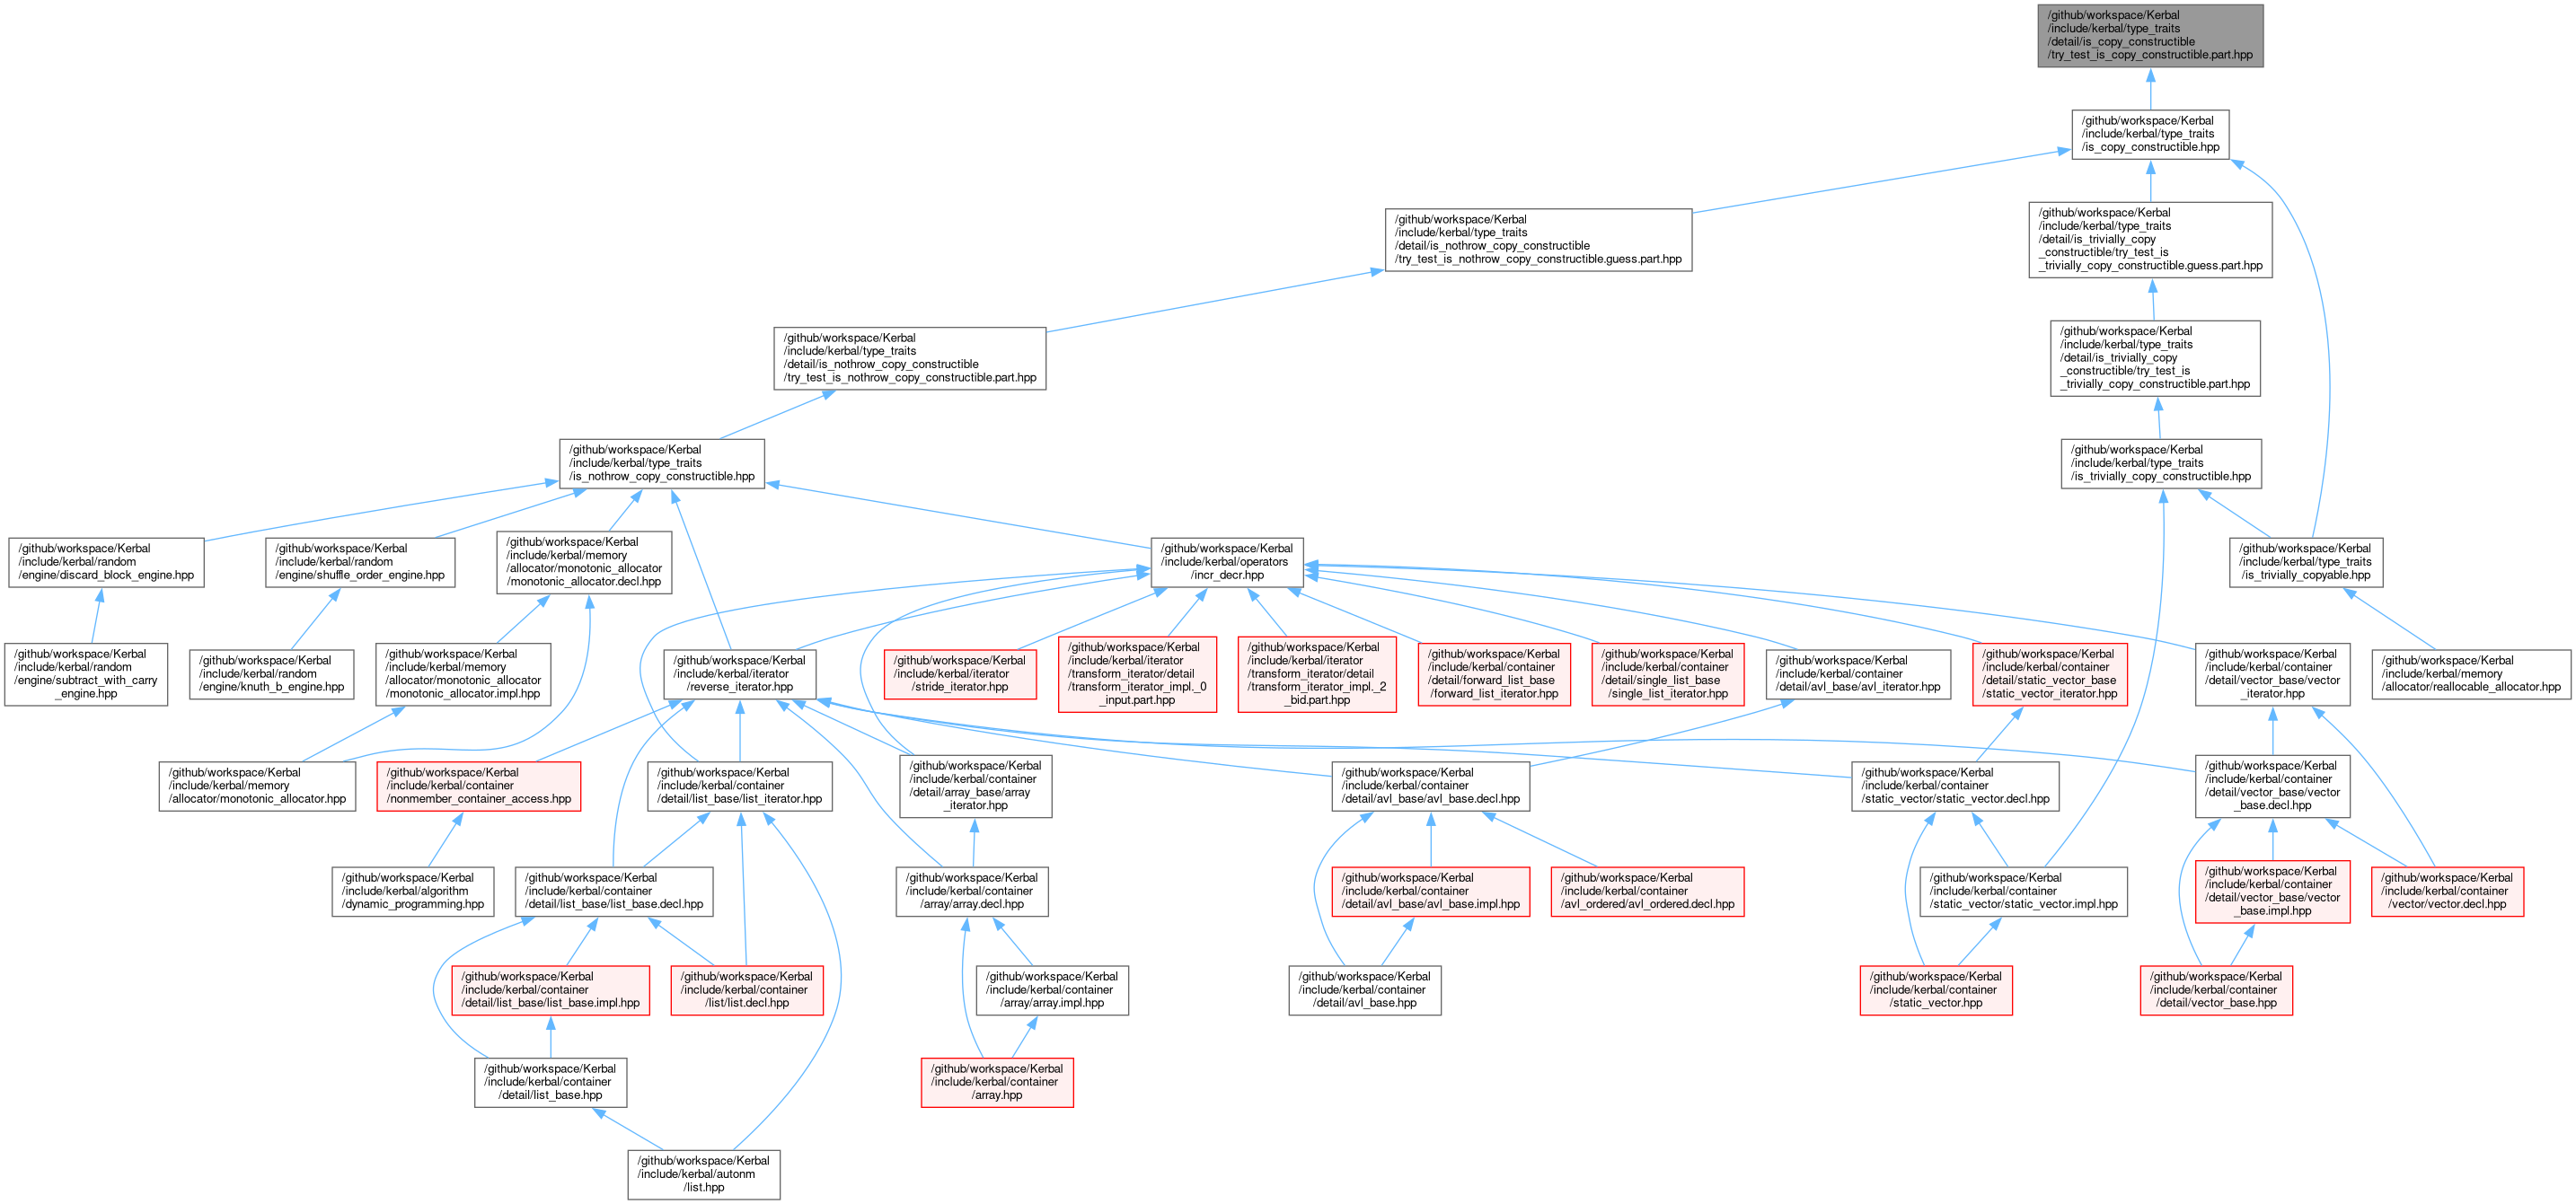 /github/workspace/Kerbal
/include/kerbal/type_traits
/detail/is_copy_constructible
/try_test_is_copy_constructible.part.hpp
/github/workspace/Kerbal
/include/kerbal/type_traits
/is_copy_constructible.hpp
/github/workspace/Kerbal
/include/kerbal/type_traits
/detail/is_nothrow_copy_constructible
/try_test_is_nothrow_copy_constructible.guess.part.hpp
/github/workspace/Kerbal
/include/kerbal/type_traits
/detail/is_trivially_copy
_constructible/try_test_is
_trivially_copy_constructible.guess.part.hpp
/github/workspace/Kerbal
/include/kerbal/type_traits
/detail/is_nothrow_copy_constructible
/try_test_is_nothrow_copy_constructible.part.hpp
/github/workspace/Kerbal
/include/kerbal/type_traits
/detail/is_trivially_copy
_constructible/try_test_is
_trivially_copy_constructible.part.hpp
/github/workspace/Kerbal
/include/kerbal/type_traits
/is_nothrow_copy_constructible.hpp
/github/workspace/Kerbal
/include/kerbal/type_traits
/is_trivially_copy_constructible.hpp
/github/workspace/Kerbal
/include/kerbal/random
/engine/discard_block_engine.hpp
/github/workspace/Kerbal
/include/kerbal/random
/engine/shuffle_order_engine.hpp
/github/workspace/Kerbal
/include/kerbal/memory
/allocator/monotonic_allocator
/monotonic_allocator.decl.hpp
/github/workspace/Kerbal
/include/kerbal/operators
/incr_decr.hpp
/github/workspace/Kerbal
/include/kerbal/type_traits
/is_trivially_copyable.hpp
/github/workspace/Kerbal
/include/kerbal/random
/engine/subtract_with_carry
_engine.hpp
/github/workspace/Kerbal
/include/kerbal/random
/engine/knuth_b_engine.hpp
/github/workspace/Kerbal
/include/kerbal/memory
/allocator/monotonic_allocator
/monotonic_allocator.impl.hpp
/github/workspace/Kerbal
/include/kerbal/iterator
/reverse_iterator.hpp
/github/workspace/Kerbal
/include/kerbal/iterator
/stride_iterator.hpp
/github/workspace/Kerbal
/include/kerbal/iterator
/transform_iterator/detail
/transform_iterator_impl._0
_input.part.hpp
/github/workspace/Kerbal
/include/kerbal/iterator
/transform_iterator/detail
/transform_iterator_impl._2
_bid.part.hpp
/github/workspace/Kerbal
/include/kerbal/container
/detail/forward_list_base
/forward_list_iterator.hpp
/github/workspace/Kerbal
/include/kerbal/container
/detail/single_list_base
/single_list_iterator.hpp
/github/workspace/Kerbal
/include/kerbal/container
/detail/avl_base/avl_iterator.hpp
/github/workspace/Kerbal
/include/kerbal/container
/detail/static_vector_base
/static_vector_iterator.hpp
/github/workspace/Kerbal
/include/kerbal/container
/detail/vector_base/vector
_iterator.hpp
/github/workspace/Kerbal
/include/kerbal/memory
/allocator/reallocable_allocator.hpp
/github/workspace/Kerbal
/include/kerbal/memory
/allocator/monotonic_allocator.hpp
/github/workspace/Kerbal
/include/kerbal/container
/nonmember_container_access.hpp
/github/workspace/Kerbal
/include/kerbal/container
/detail/list_base/list_iterator.hpp
/github/workspace/Kerbal
/include/kerbal/container
/detail/array_base/array
_iterator.hpp
/github/workspace/Kerbal
/include/kerbal/container
/detail/avl_base/avl_base.decl.hpp
/github/workspace/Kerbal
/include/kerbal/container
/static_vector/static_vector.decl.hpp
/github/workspace/Kerbal
/include/kerbal/container
/detail/vector_base/vector
_base.decl.hpp
/github/workspace/Kerbal
/include/kerbal/algorithm
/dynamic_programming.hpp
/github/workspace/Kerbal
/include/kerbal/container
/detail/list_base/list_base.decl.hpp
/github/workspace/Kerbal
/include/kerbal/container
/array/array.decl.hpp
/github/workspace/Kerbal
/include/kerbal/container
/detail/avl_base/avl_base.impl.hpp
/github/workspace/Kerbal
/include/kerbal/container
/avl_ordered/avl_ordered.decl.hpp
/github/workspace/Kerbal
/include/kerbal/container
/static_vector/static_vector.impl.hpp
/github/workspace/Kerbal
/include/kerbal/container
/detail/vector_base/vector
_base.impl.hpp
/github/workspace/Kerbal
/include/kerbal/container
/vector/vector.decl.hpp
/github/workspace/Kerbal
/include/kerbal/container
/detail/list_base/list_base.impl.hpp
/github/workspace/Kerbal
/include/kerbal/container
/list/list.decl.hpp
/github/workspace/Kerbal
/include/kerbal/container
/array/array.impl.hpp
/github/workspace/Kerbal
/include/kerbal/container
/detail/avl_base.hpp
/github/workspace/Kerbal
/include/kerbal/container
/static_vector.hpp
/github/workspace/Kerbal
/include/kerbal/container
/detail/vector_base.hpp
/github/workspace/Kerbal
/include/kerbal/container
/detail/list_base.hpp
/github/workspace/Kerbal
/include/kerbal/container
/array.hpp
/github/workspace/Kerbal
/include/kerbal/autonm
/list.hpp